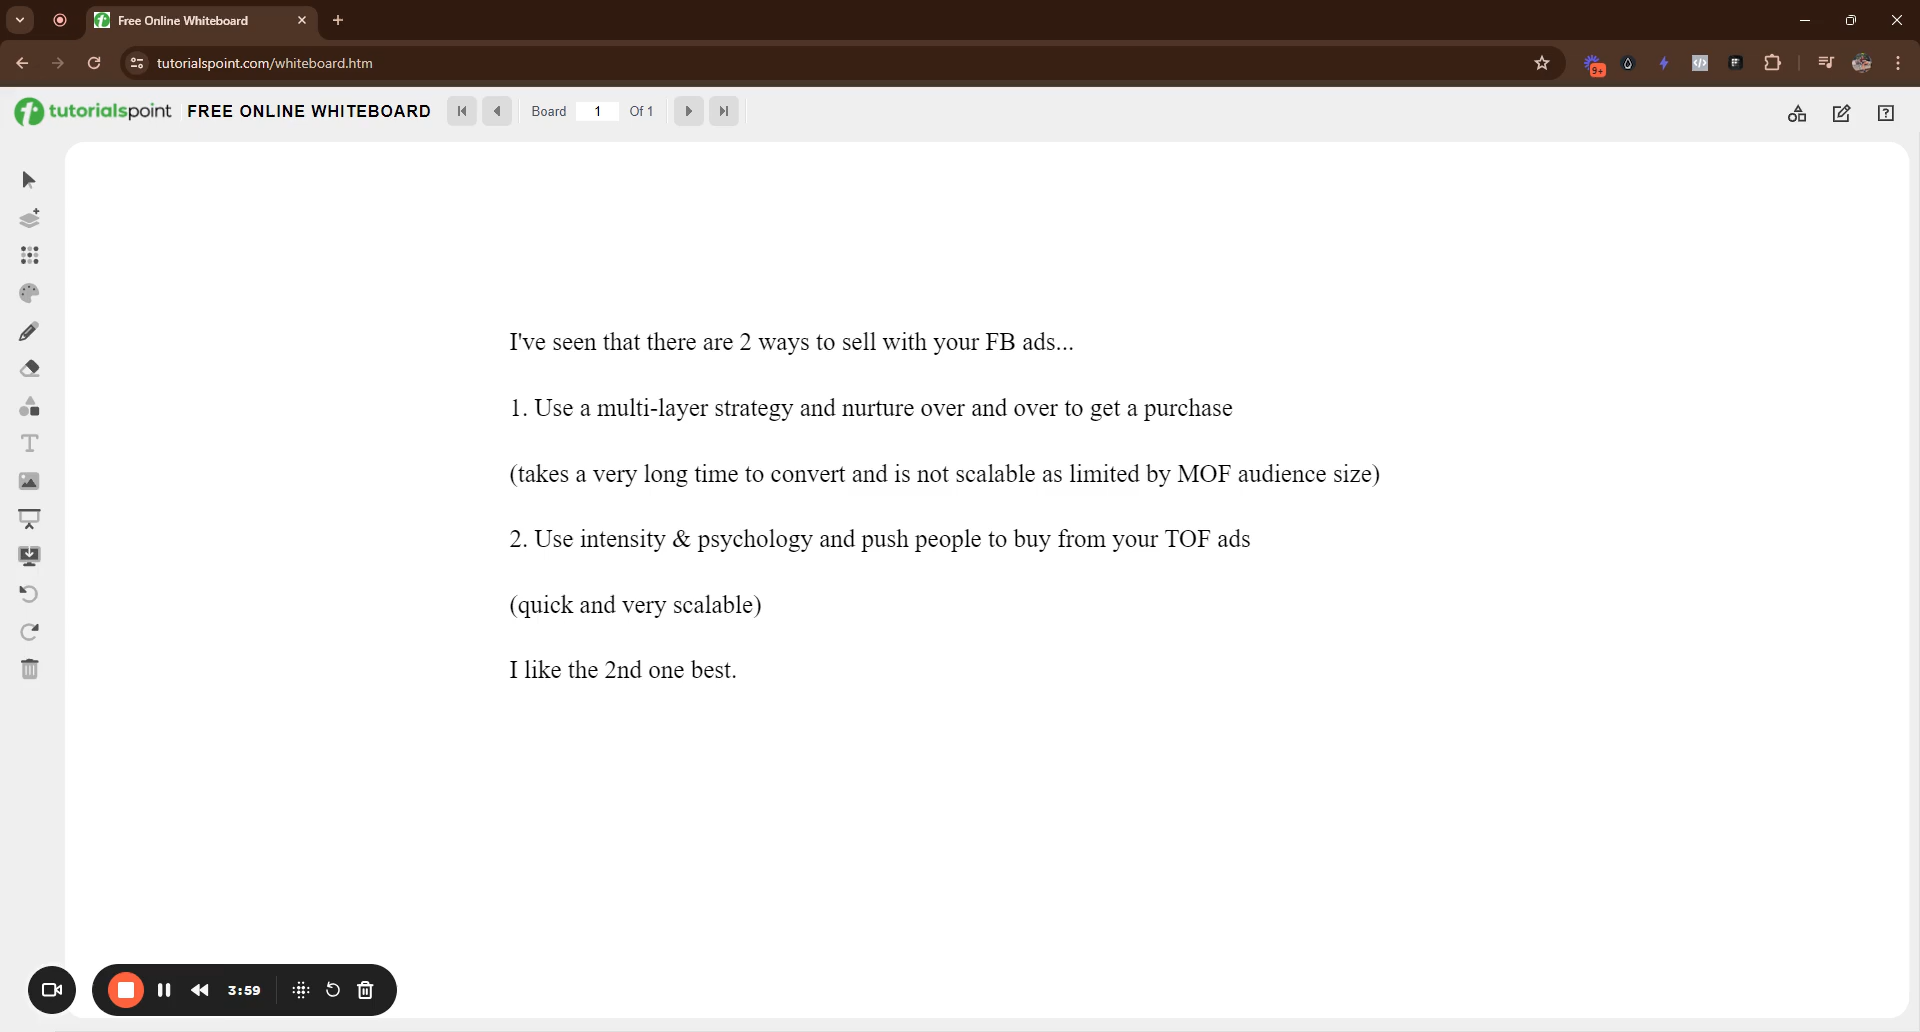 Free Online Whiteboard
tutorialspoint.com/whiteboard.htm
9+
tutorialspoint FREE ONLINE WHITEBOARD Board 1 Of 1
I've seen that there are 2 ways to sell with your FB ads...
1. Use a multi-layer strategy and nurture over and over to get a purchase
(takes a very long time to convert and is not scalable as limited by MOF audience size)
2. Use intensity & psychology and push people to buy from your TOF ads
(quick and very scalable)
I like the 2nd one best.
3:59